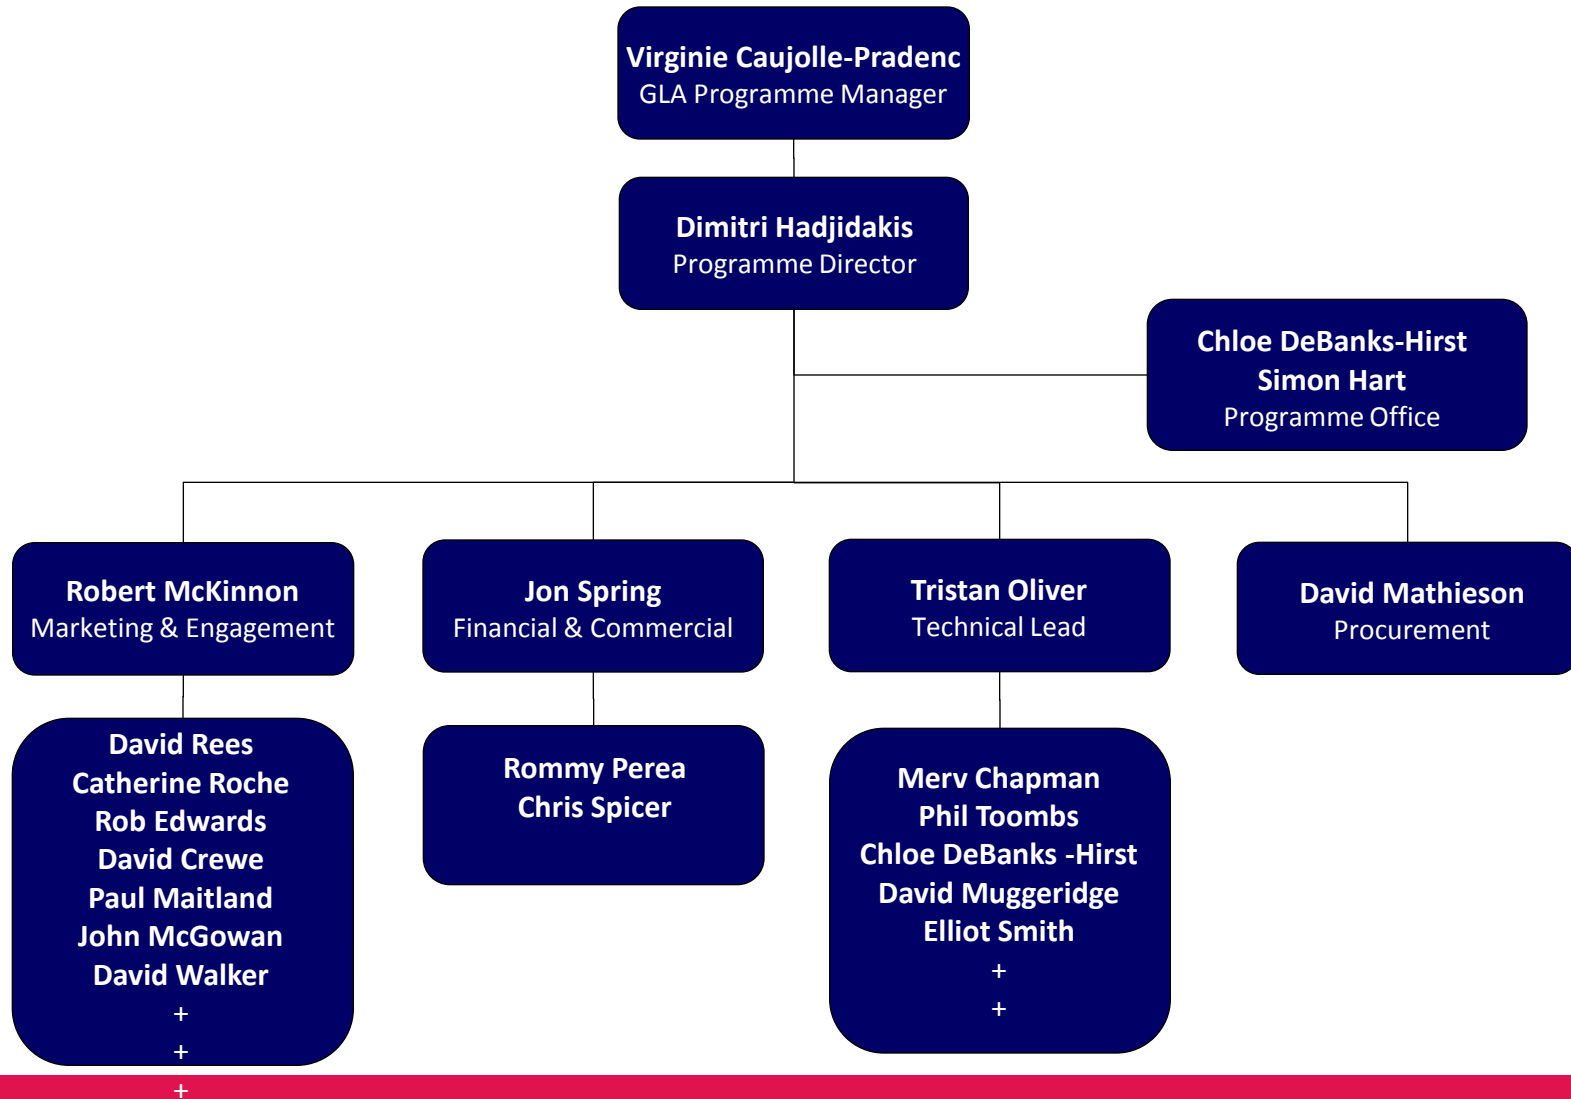 Virginie Caujolle-Pradenc
GLA Programme Manager
Dimitri Hadjidakis
Programme Director
Chloe DeBanks-Hirst
Simon Hart
Programme Office
Robert McKinnon
Marketing & Engagement
Jon Spring
Financial & Commercial
Tristan Oliver
Technical Lead
David Mathieson
Procurement
David Rees
Catherine Roche
Rob Edwards
David Crewe
Paul Maitland
John McGowan
David Walker
+
+
+
Rommy Perea
Chris Spicer
Merv Chapman
Phil Toombs
Chloe DeBanks -Hirst
David Muggeridge
Elliot Smith
+
+